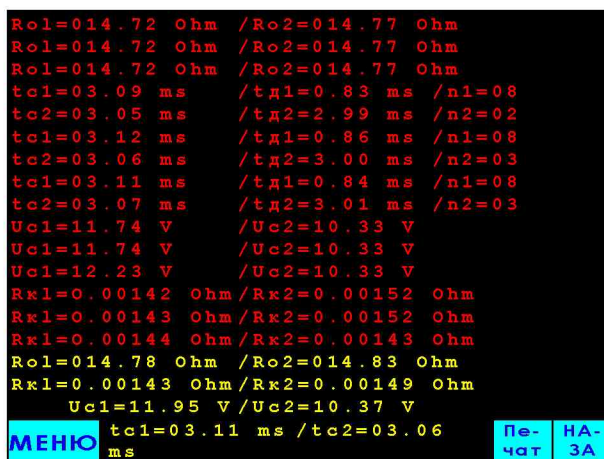 Ro1=014.72 Ohm /Ro2=014.77 Ohm
Ro1=014.72 Ohm /Ro2=014.77 Ohm
Ro1=014.72 Ohm /Ro2=014.77 Ohm
tc1=03.09 ms /tд1=0.83 ms /n1=08
tc2=03.05 ms /tд2=2.99 ms /n2=02
tc1=03.12 ms /tд1=0.86 ms /n1=08
tc2=03.06 ms /tд2=3.00 ms /n2=03
tc1=03.11 ms /tд1=0.84 ms /n1=08
tc2=03.07 ms /tд2=3.01 ms /n2=03
Uc1=11.74 V /Uc2=10.33 V
Uc1=11.74 V /Uc2=10.33 V
Uc1=12.23 V /Uc2=10.33 V
Rк1=0.00142 Ohm/Rк2=0.00152 Ohm
Rк1=0.00143 Ohm/Rк2=0.00152 Ohm
Rк1=0.00144 Ohm/Rк2=0.00143 Ohm
Ro1=014.78 Ohm /Ro2=014.83 Ohm
Rк1=0.00143 Ohm/Rк2=0.00149 Ohm
Uc1=11.95 V/Uc2=10.37 V
tc1=03.11 ms /tc2=03.06
ms
МЕНЮ
Пе-
чат
НА-
ЗА